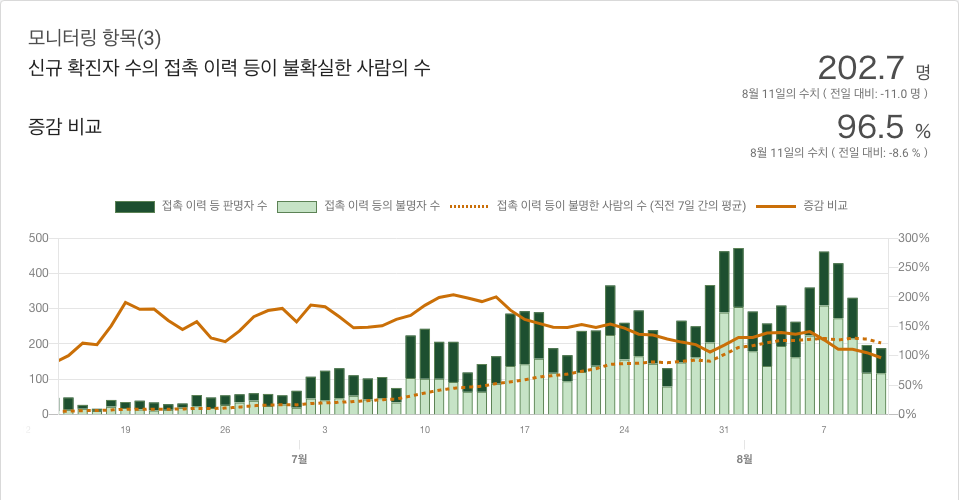 모니터링 항목(3)
신규 확진자 수의 접촉 이력 등이 불확실한 사람의 수
202.7 명
8월 11일의 수치 ( 전일 대비: -11.0 명 )
증감 비교
96.5 %
8월 11일의 수치 ( 전일 대비: -8.6 % )
접촉 이력 등 판명자 수 접촉 이력 등의 불명자 수 접촉 이력 등이 불명한 사람의 수 (직전 7일 간의 평균) 증감 비교
500 300%
250%
400 200%
300 150%
200 100%
100 50%
0 0%
19 26 3 10 17 24 31 7
7월 8월